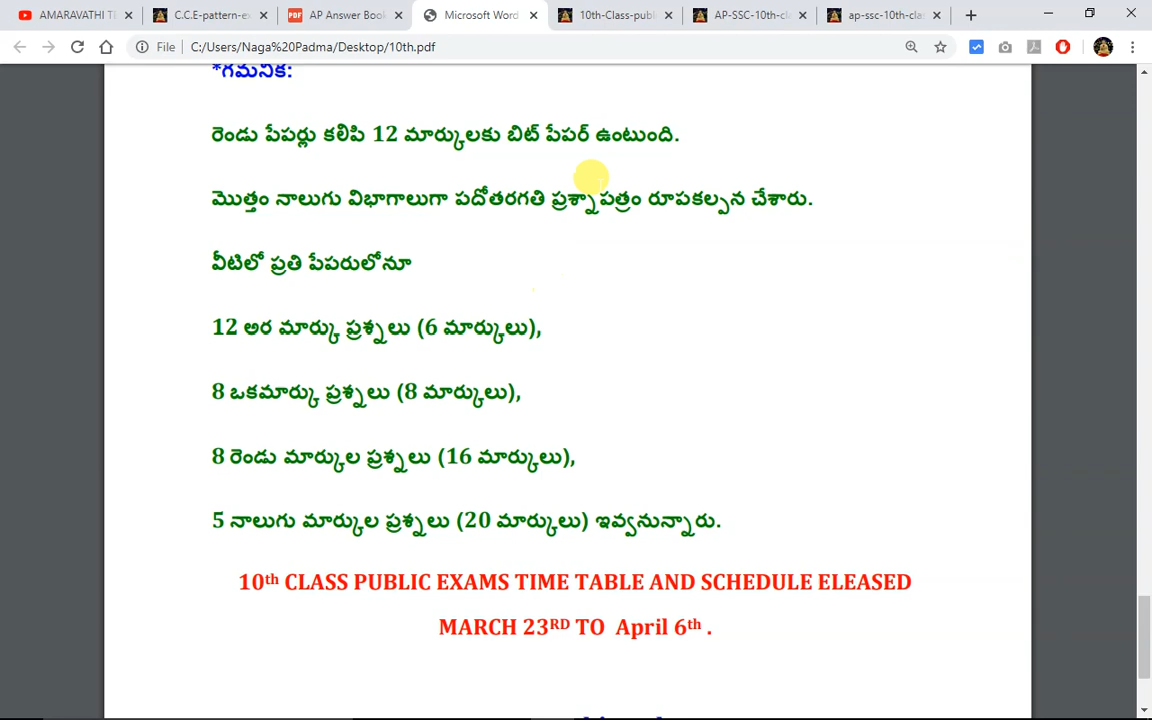 AMARAVATHI TE
C.C.E-pattern-ex
AP Answer Book
Microsoft Word
10th-Class-publ
AP-SSC-10th-cla
ap-ssc-10th-cla
File
C:/Users/Naga%20Padma/Desktop/10th.pdf
*గమనిక:
రెండు పేపర్లు కలిపి 12 మార్కులకు బిట్ పేపర్ ఉంటుంది.
మొత్తం నాలుగు విభాగాలుగా పదోతరగతి ప్రశ్నాపత్రం రూపకల్పన చేశారు.
వీటిలో ప్రతి పేపరులోనూ
12 అర మార్కు ప్రశ్నలు (6 మార్కులు),
8 ఒకమార్కు ప్రశ్నలు (8 మార్కులు),
8 రెండు మార్కుల ప్రశ్నలు (16 మార్కులు),
5 నాలుగు మార్కుల ప్రశ్నలు (20 మార్కులు) ఇవ్వనున్నారు.
10th CLASS PUBLIC EXAMS TIME TABLE AND SCHEDULE ELEASED
MARCH 23RD TO April 6th .